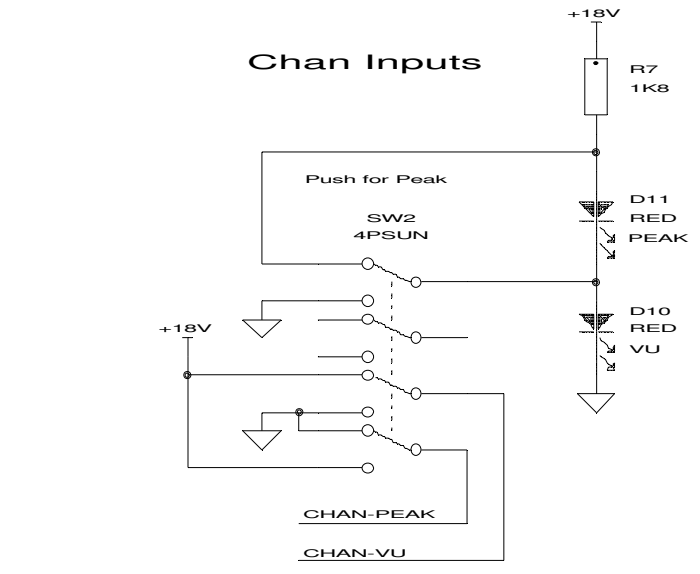 +18V
Chan Inputs
R7
1K8
Push for Peak
D11
RED
PEAK
SW2
4PSUN
+18V
D10
RED
VU
CHAN-PEAK
CHAN-VU